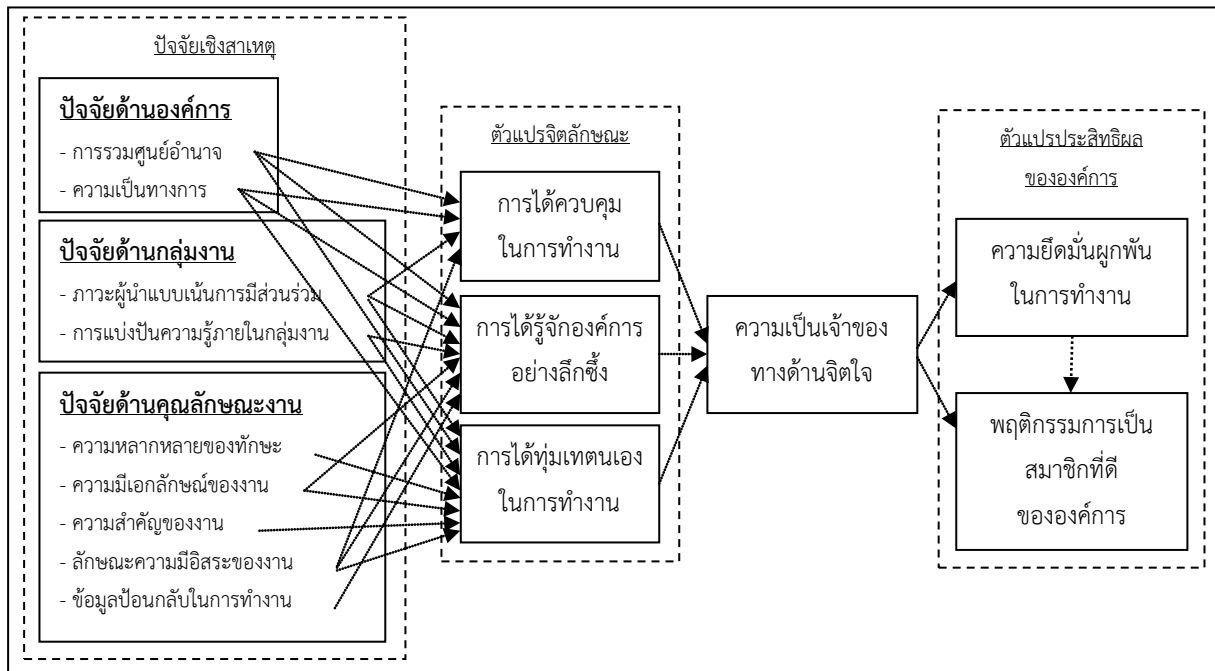 ปัจจัยเชิงสาเหตุ
ปัจจัยด้านองค์การ
- การรวมศูนย์อำนาจ
- ความเป็นทางการ
ปัจจัยด้านกลุ่มงาน
- ภาวะผู้นำแบบเน้นการมีส่วนร่วม
- การแบ่งปันความรู้ภายในกลุ่มงาน
ปัจจัยด้านคุณลักษณะงาน
- ความหลากหลายของทักษะ
- ความมีเอกลักษณ์ของงาน
- ความสำคัญของงาน
- ลักษณะความมีอิสระของงาน
- ข้อมูลป้อนกลับในการทำงาน
ตัวแปรจิตลักษณะ
การได้ควบคุม
ในการทำงาน
การได้รู้จักองค์การ
อย่างลึกซึ้ง
การได้ทุ่มเทตนเอง
ในการทำงาน
ความเป็นเจ้าของ
ทางด้านจิตใจ
ตัวแปรประสิทธิผล
ขององค์การ
ความยึดมั่นผูกพัน
ในการทำงาน
พฤติกรรมการเป็น
สมาชิกที่ดี
ขององค์การ